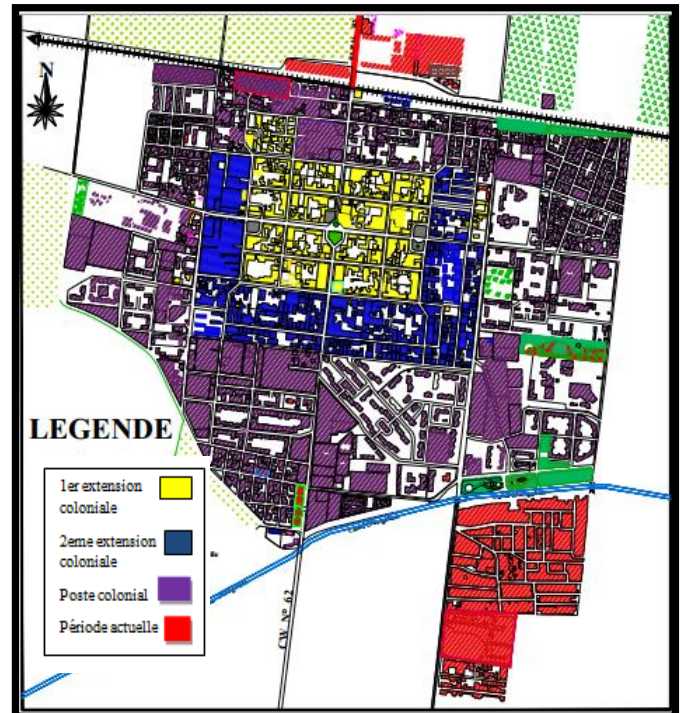 N
LEGENDE
1er extension
coloniale
2eme extension
coloniale
Poste colonial
Période actuelle
CW N° 62